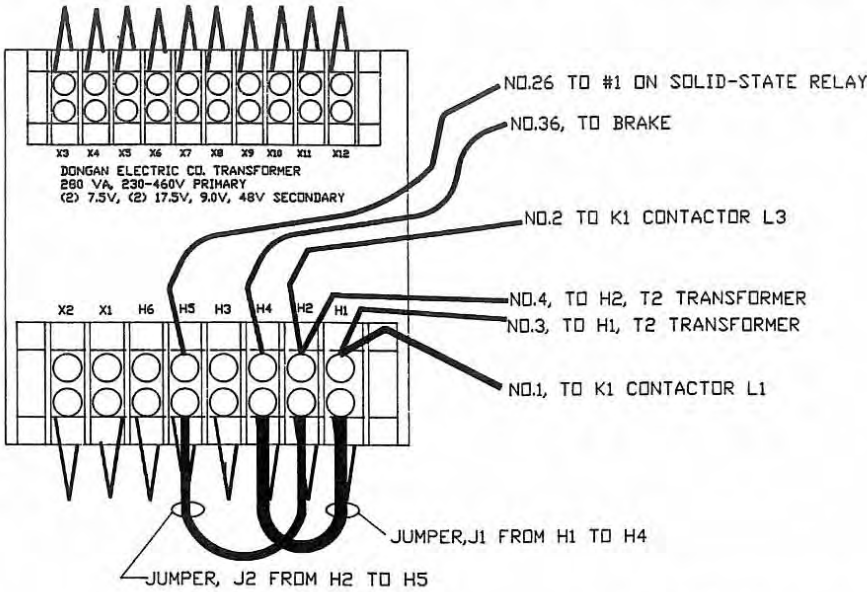 NO.26 TO #1 ON SOLID-STATE RELAY
NO.36, TO BRAKE
X3 X4 X5 X6 X7 X8 X9 X10 X11 X12
DONGAN ELECTRIC CO. TRANSFORMER
280 VA, 230-460V PRIMARY
(2) 7.5V, (2) 17.5V, 9.0V, 48V SECONDARY
NO.2 TO K1 CONTACTOR L3
X2 X1 H6 H5 H3 H4 H2 H1
NO.4, TO H2, T2 TRANSFORMER
NO.3, TO H1, T2 TRANSFORMER
NO.1, TO K1 CONTACTOR L1
JUMPER,J1 FROM H1 TO H4
JUMPER, J2 FROM H2 TO H5